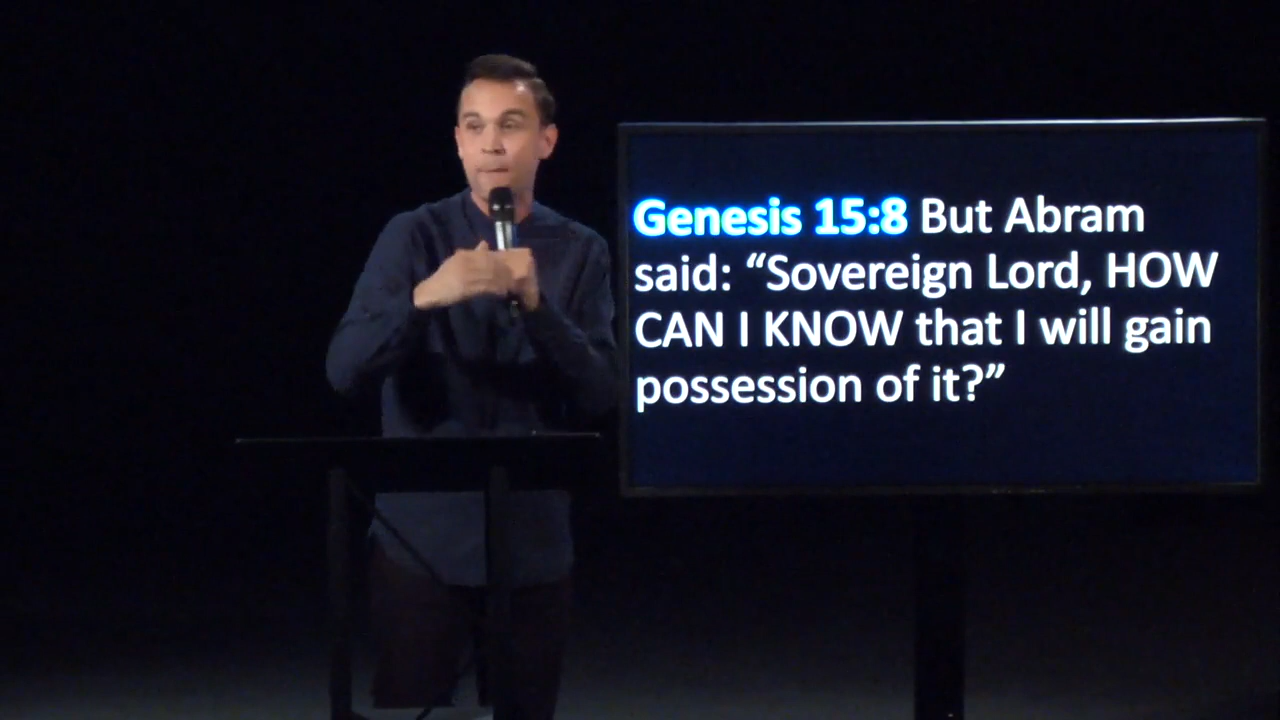 Genesis 15:8 But Abram
said: “Sovereign Lord, HOW
CAN I KNOW that I will gain
possession of it?”